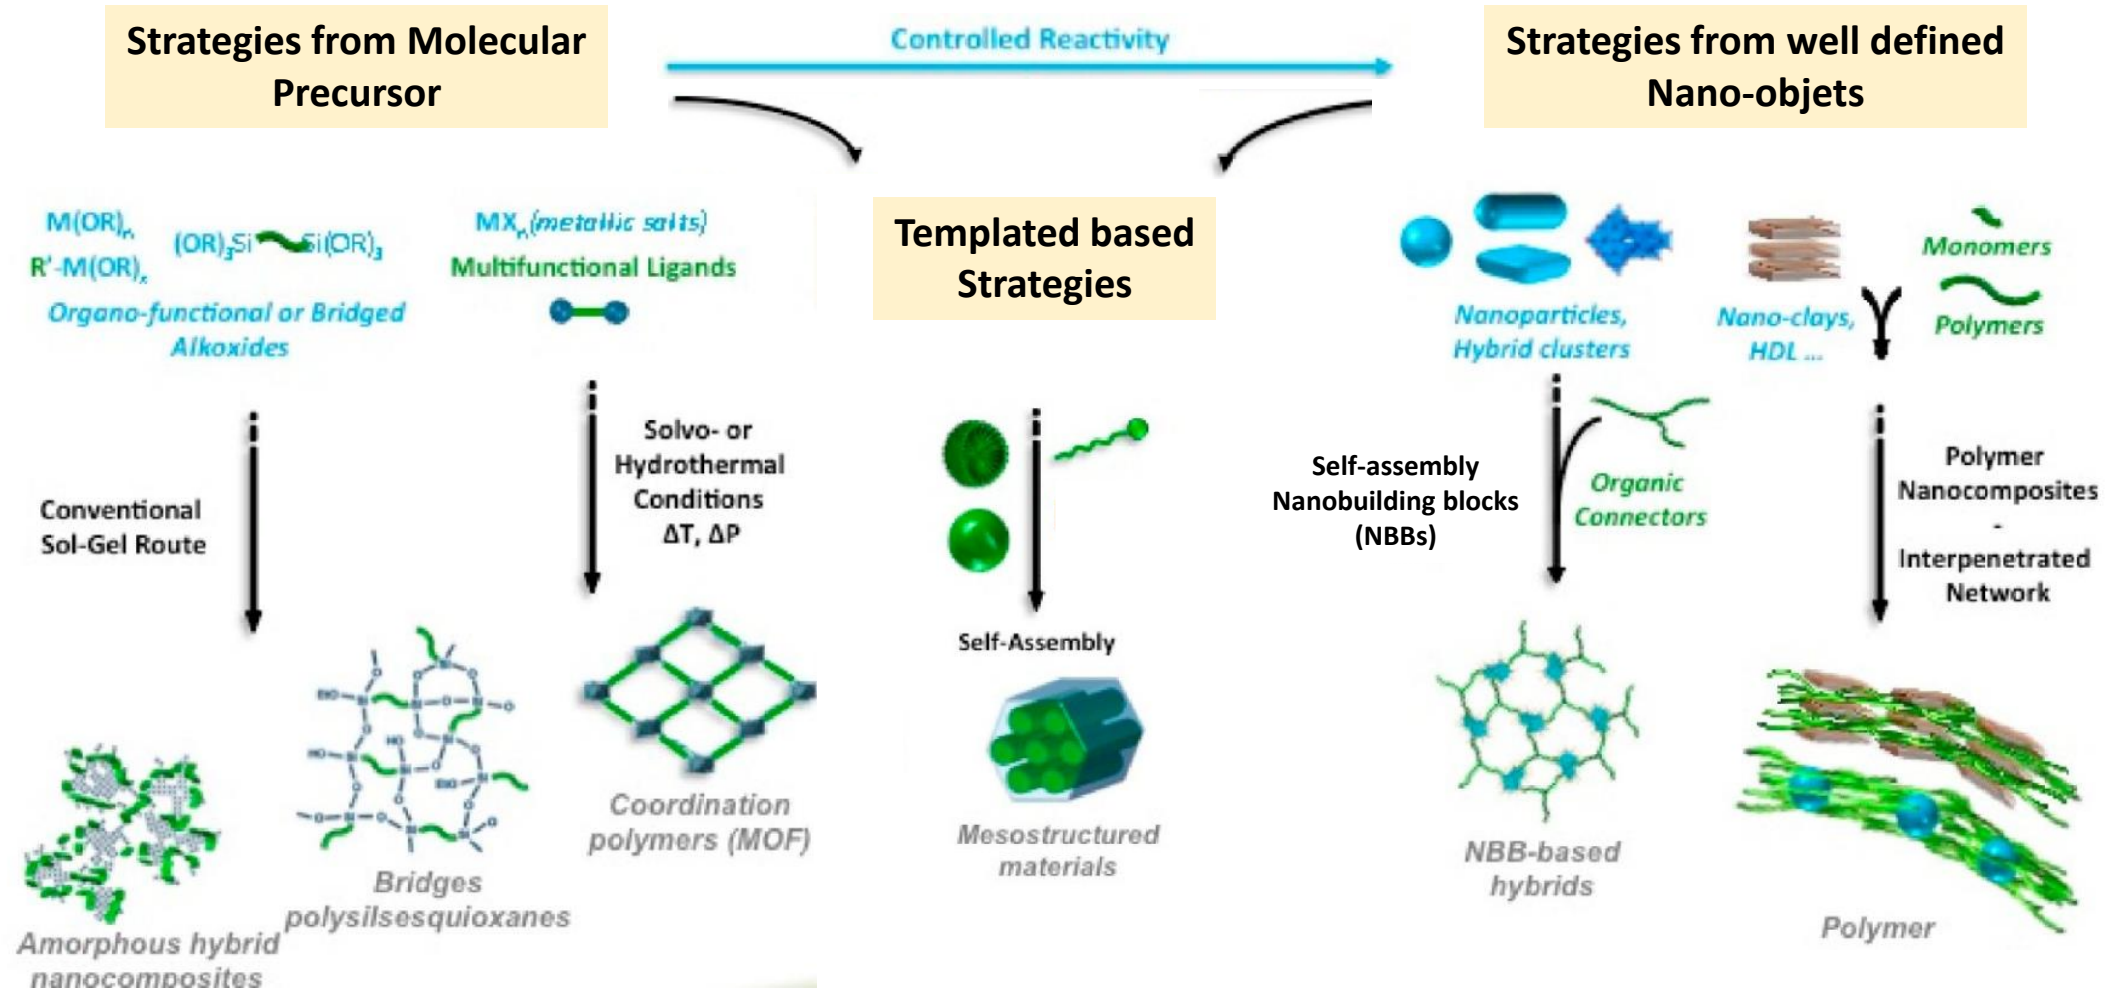 Strategies from Molecular
Precursor
Controlled Reactivity
Strategies from well defined
Nano-objets
M(OR)n
R'-M(OR)x
(OR)3Si Si(OR)3
Organo-functional or Bridged
Alkoxides
MXn (metallic salts)
Multifunctional Ligands
Templated based
Strategies
Nanoparticles,
Hybrid clusters
Nano-clays,
HDL ...
Monomers
Polymers
Conventional
Sol-Gel Route
Solvo- or
Hydrothermal
Conditions
ΔT, ΔP
Self-Assembly
Self-assembly
Nanobuilding blocks
(NBBs)
Organic
Connectors
Polymer
Nanocomposites
-
Interpenetrated
Network
Amorphous hybrid
nanocomposites
Bridges
polysilsesquioxanes
Coordination
polymers (MOF)
Mesostructured
materials
NBB-based
hybrids
Polymer